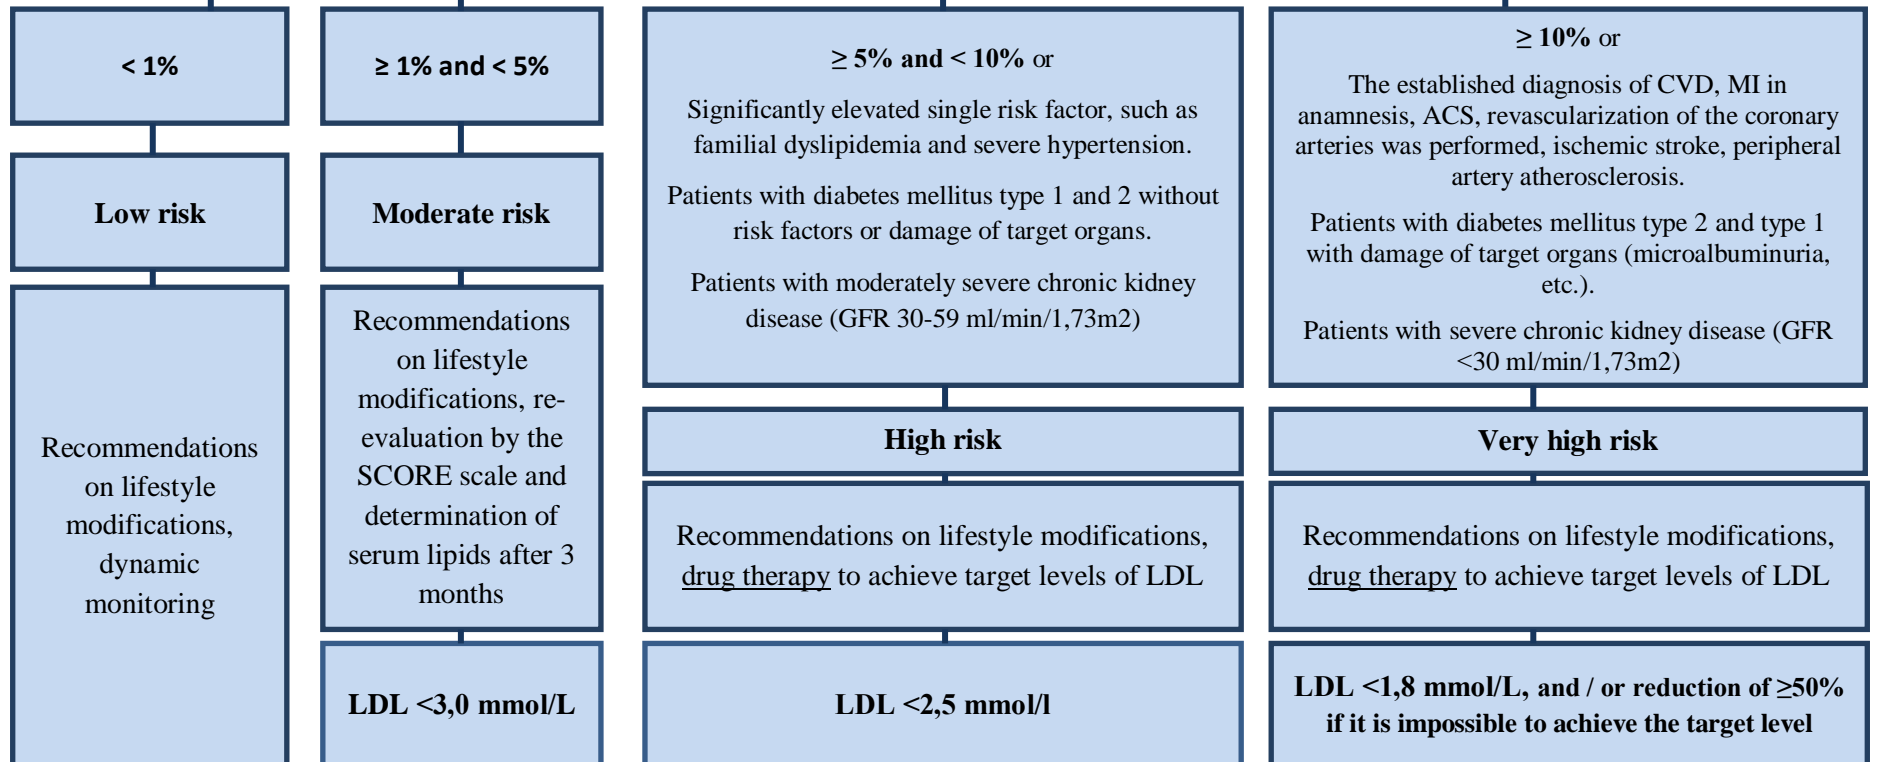 < 1%
Low risk
Recommendations
on lifestyle
modifications,
dynamic
monitoring
≥ 1% and < 5%
Moderate risk
Recommendations
on lifestyle
modifications, re-
evaluation by the
SCORE scale and
determination of
serum lipids after 3
months
LDL <3,0 mmol/L
≥ 5% and < 10% or
Significantly elevated single risk factor, such as
familial dyslipidemia and severe hypertension.
Patients with diabetes mellitus type 1 and 2 without
risk factors or damage of target organs.
Patients with moderately severe chronic kidney
disease (GFR 30-59 ml/min/1,73m2)
High risk
Recommendations on lifestyle modifications,
drug therapy to achieve target levels of LDL
LDL <2,5 mmol/l
≥ 10% or
The established diagnosis of CVD, MI in
anamnesis, ACS, revascularization of the coronary
arteries was performed, ischemic stroke, peripheral
artery atherosclerosis.
Patients with diabetes mellitus type 2 and type 1
with damage of target organs (microalbuminuria,
etc.).
Patients with severe chronic kidney disease (GFR
<30 ml/min/1,73m2)
Very high risk
Recommendations on lifestyle modifications,
drug therapy to achieve target levels of LDL
LDL <1,8 mmol/L, and / or reduction of ≥50%
if it is impossible to achieve the target level